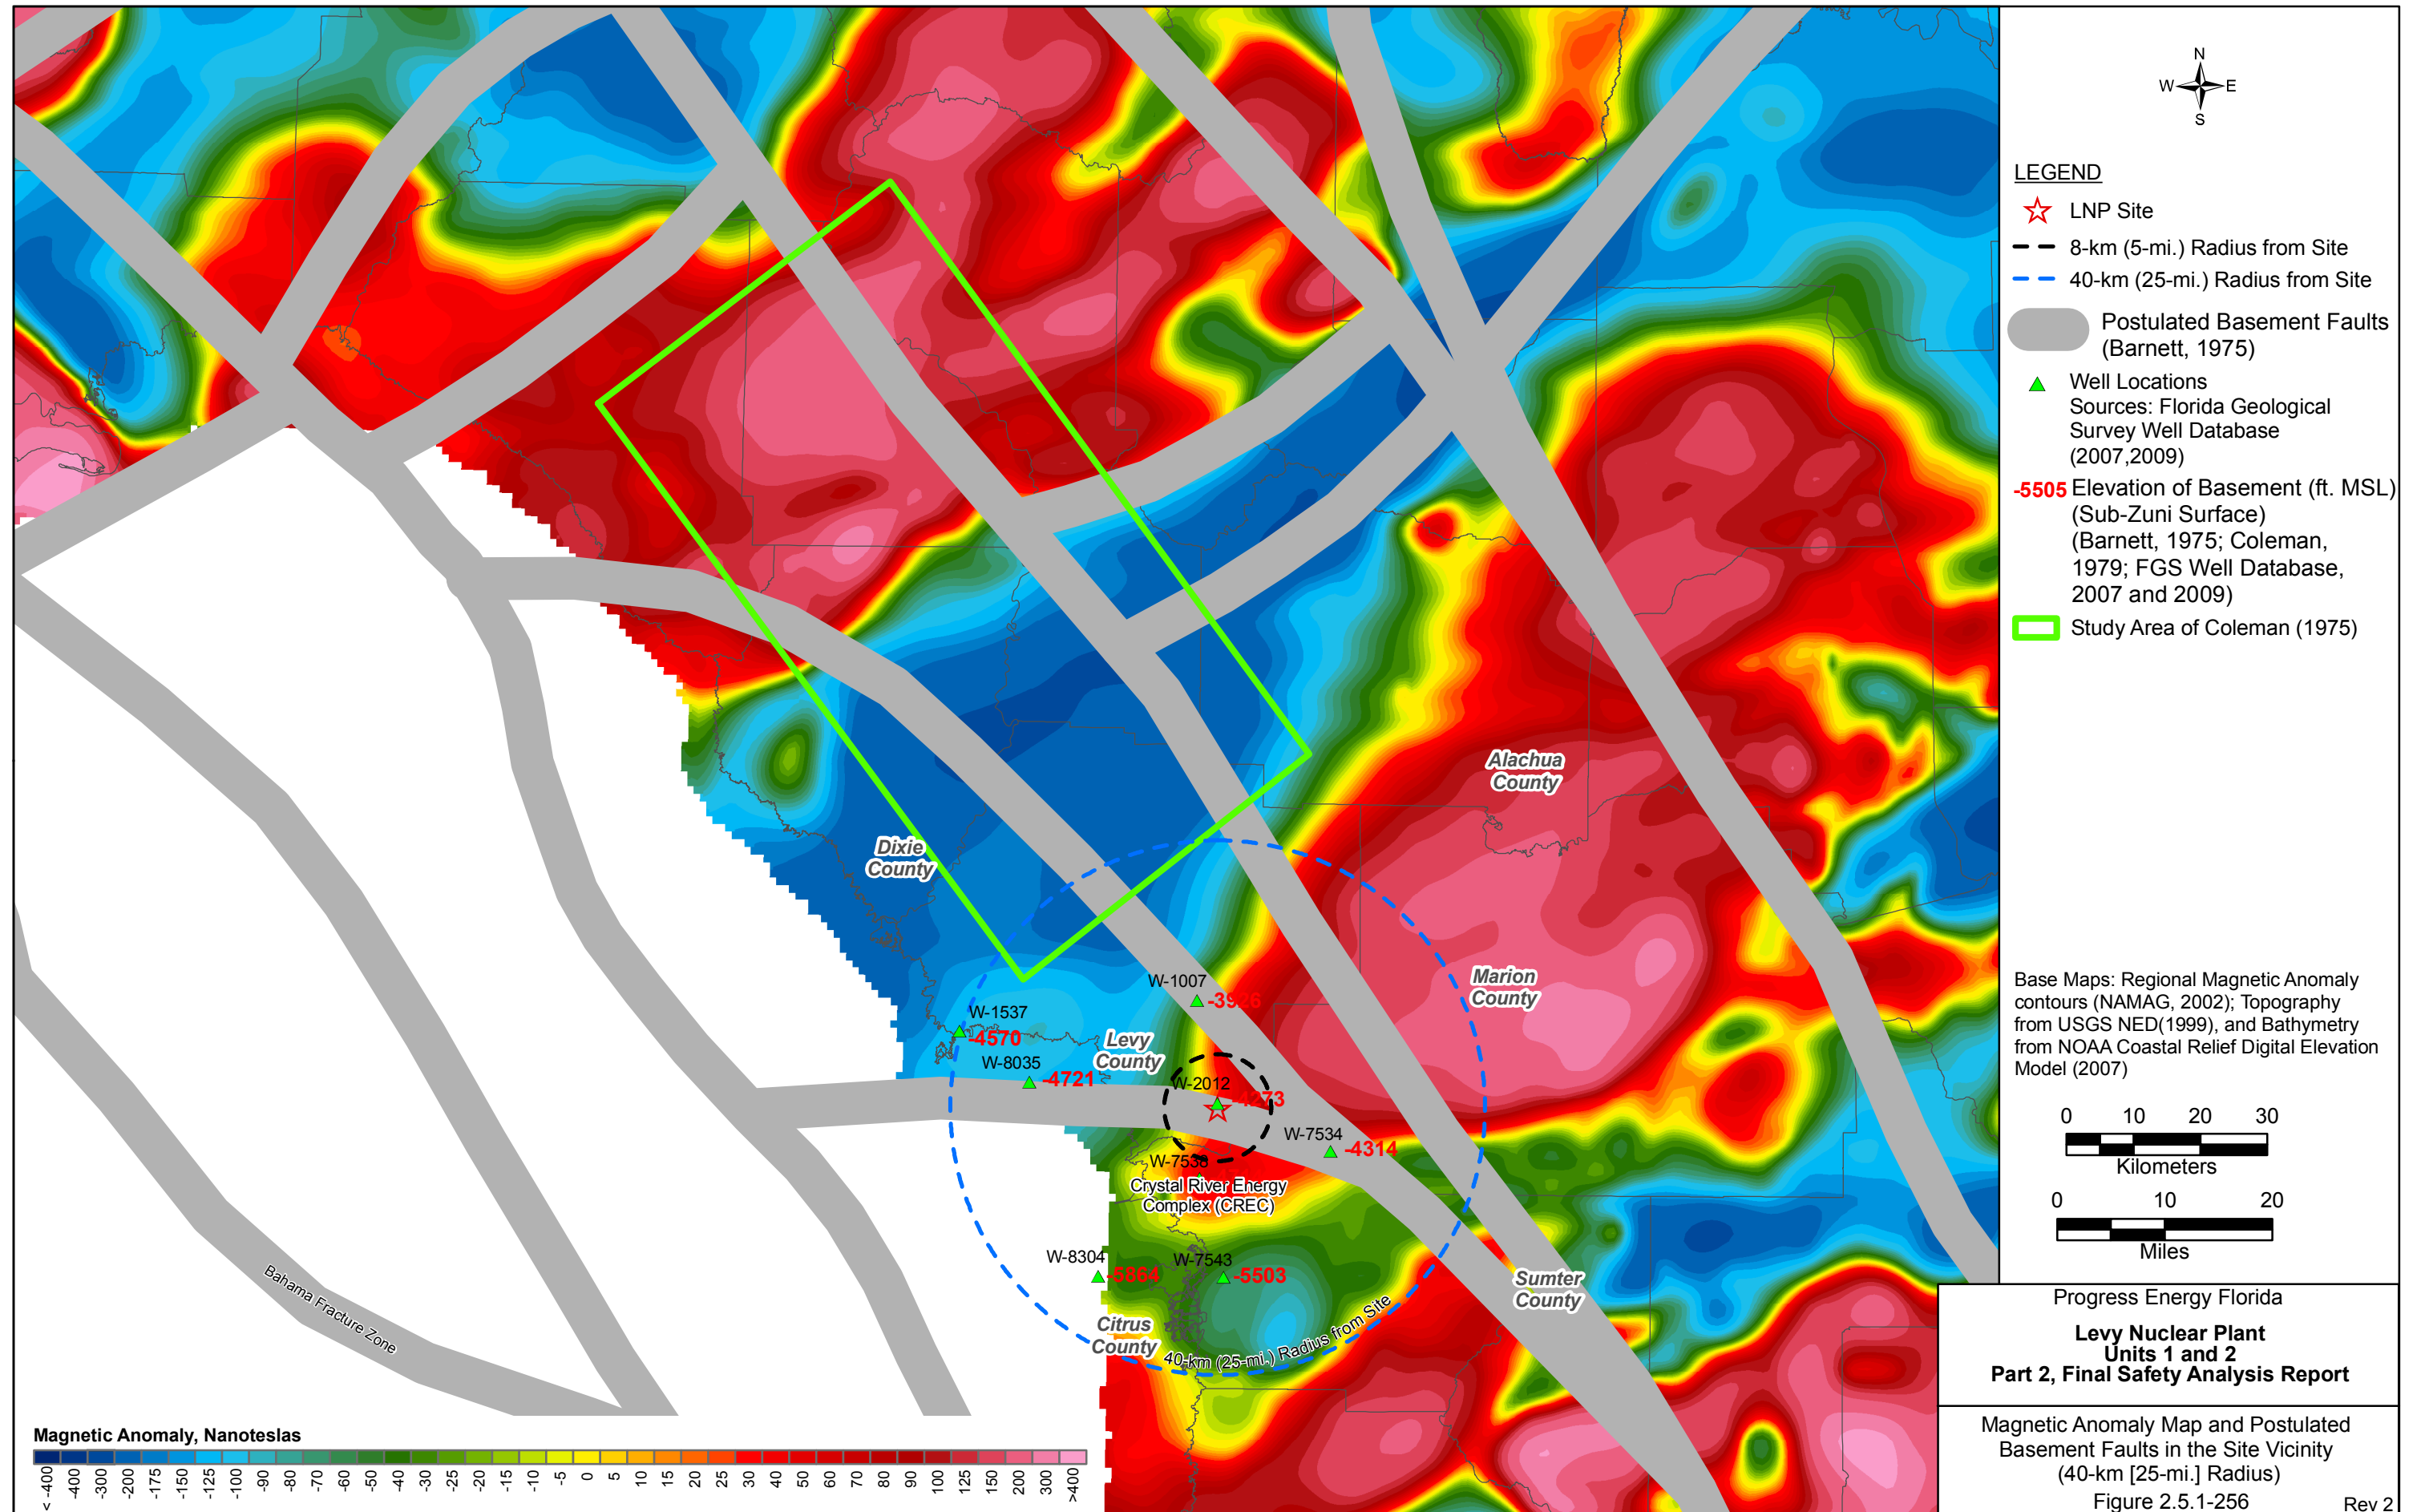 N
W E
S
LEGEND
LNP Site
8-km (5-mi.) Radius from Site
40-km (25-mi.) Radius from Site
Postulated Basement Faults
(Barnett, 1975)
Well Locations
Sources: Florida Geological
Survey Well Database
(2007,2009)
-5505 Elevation of Basement (ft. MSL)
(Sub-Zuni Surface)
(Barnett, 1975; Coleman,
1979; FGS Well Database,
2007 and 2009)
Study Area of Coleman (1975)
Alachua
County
Dixie
County
Marion
County
W-1007
-3926
W-1537
-4570
Levy
County
W-8035
-4721
W-2012
-4273
W-7534
-4314
W-7538
Crystal River Energy
Complex (CREC)
W-8304
-5864
W-7543
-5503
Sumter
County
Citrus
County
40-km (25-mi.) Radius from Site
Bahama Fracture Zone
Base Maps: Regional Magnetic Anomaly
contours (NAMAG, 2002); Topography
from USGS NED(1999), and Bathymetry
from NOAA Coastal Relief Digital Elevation
Model (2007)
0 10 20 30
Kilometers
0 10 20
Miles
Magnetic Anomaly, Nanoteslas
< -400 -400 -300 -200 -175 -150 -125 -100 -90 -80 -70 -60 -50 -40 -30 -25 -20 -15 -10 -5 0 5 10 15 20 25 30 40 50 60 70 80 90 100 125 150 200 300 >400
Progress Energy Florida
Levy Nuclear Plant
Units 1 and 2
Part 2, Final Safety Analysis Report
Magnetic Anomaly Map and Postulated
Basement Faults in the Site Vicinity
(40-km [25-mi.] Radius)
Figure 2.5.1-256
Rev 2